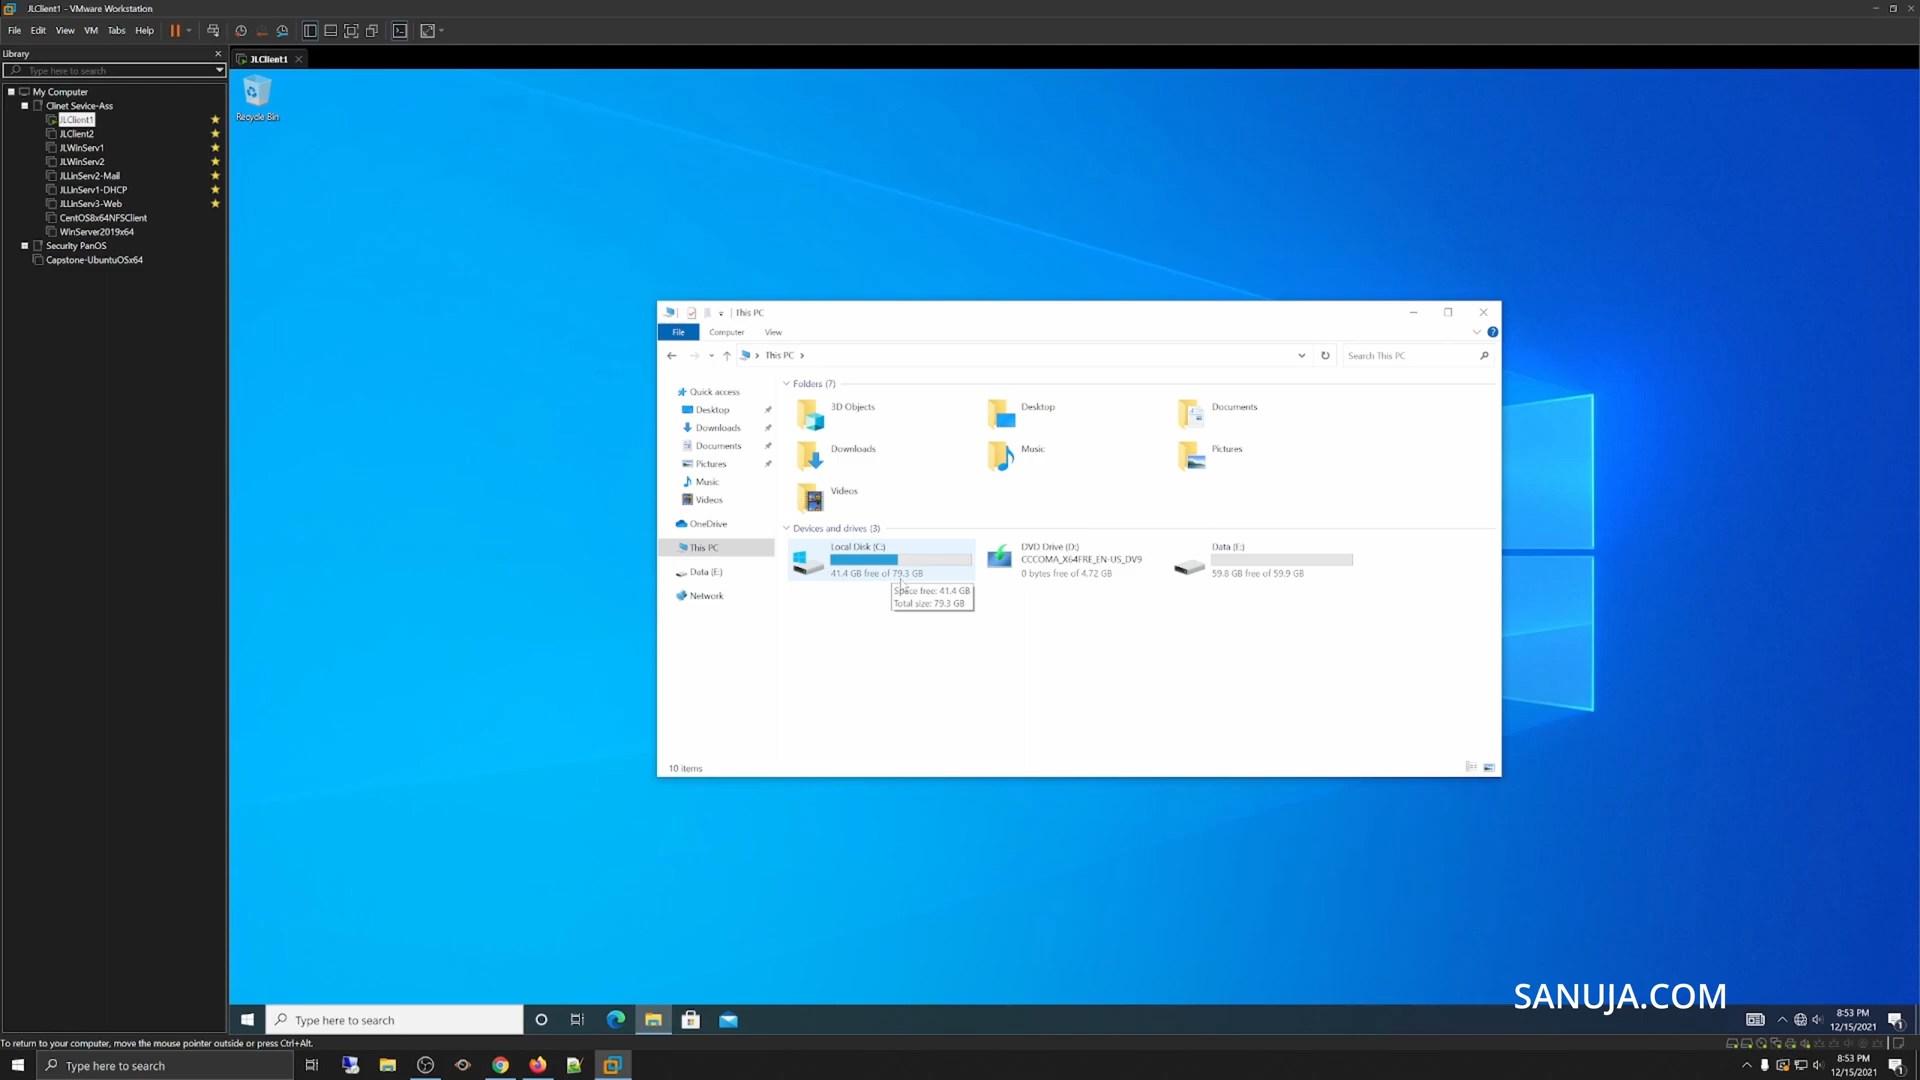 JLClient1 - VMware Workstation
File Edit View VM Tabs Help
Library
Type here to search
My Computer
Clinet Sevice-Ass
JLClient1
JLClient2
JLWinServ1
JLWinServ2
JLLinServ2-Mail
JLLinServ1-DHCP
JLLinServ3-Web
CentOS8x64NFSClient
WinServer2019x64
Security PanOS
Capstone-UbuntuOSx64
JLClient1
Recycle Bin
This PC
File Computer View
This PC
Search This PC
Quick access
Desktop
Downloads
Documents
Pictures
Music
Videos
OneDrive
This PC
Data (E:)
Network
Folders (7)
3D Objects
Desktop
Documents
Downloads
Music
Pictures
Videos
Devices and drives (3)
Local Disk (C:)
41.4 GB free of 79.3 GB
DVD Drive (D:)
CCCOMA_X64FRE_EN-US_DV9
0 bytes free of 4.72 GB
Data (E:)
59.8 GB free of 59.9 GB
Space free: 41.4 GB
Total size: 79.3 GB
10 items
SANUJA.COM
Type here to search
8:53 PM
12/15/2021
To return to your computer, move the mouse pointer outside or press Ctrl+Alt.
Type here to search
8:53 PM
12/15/2021